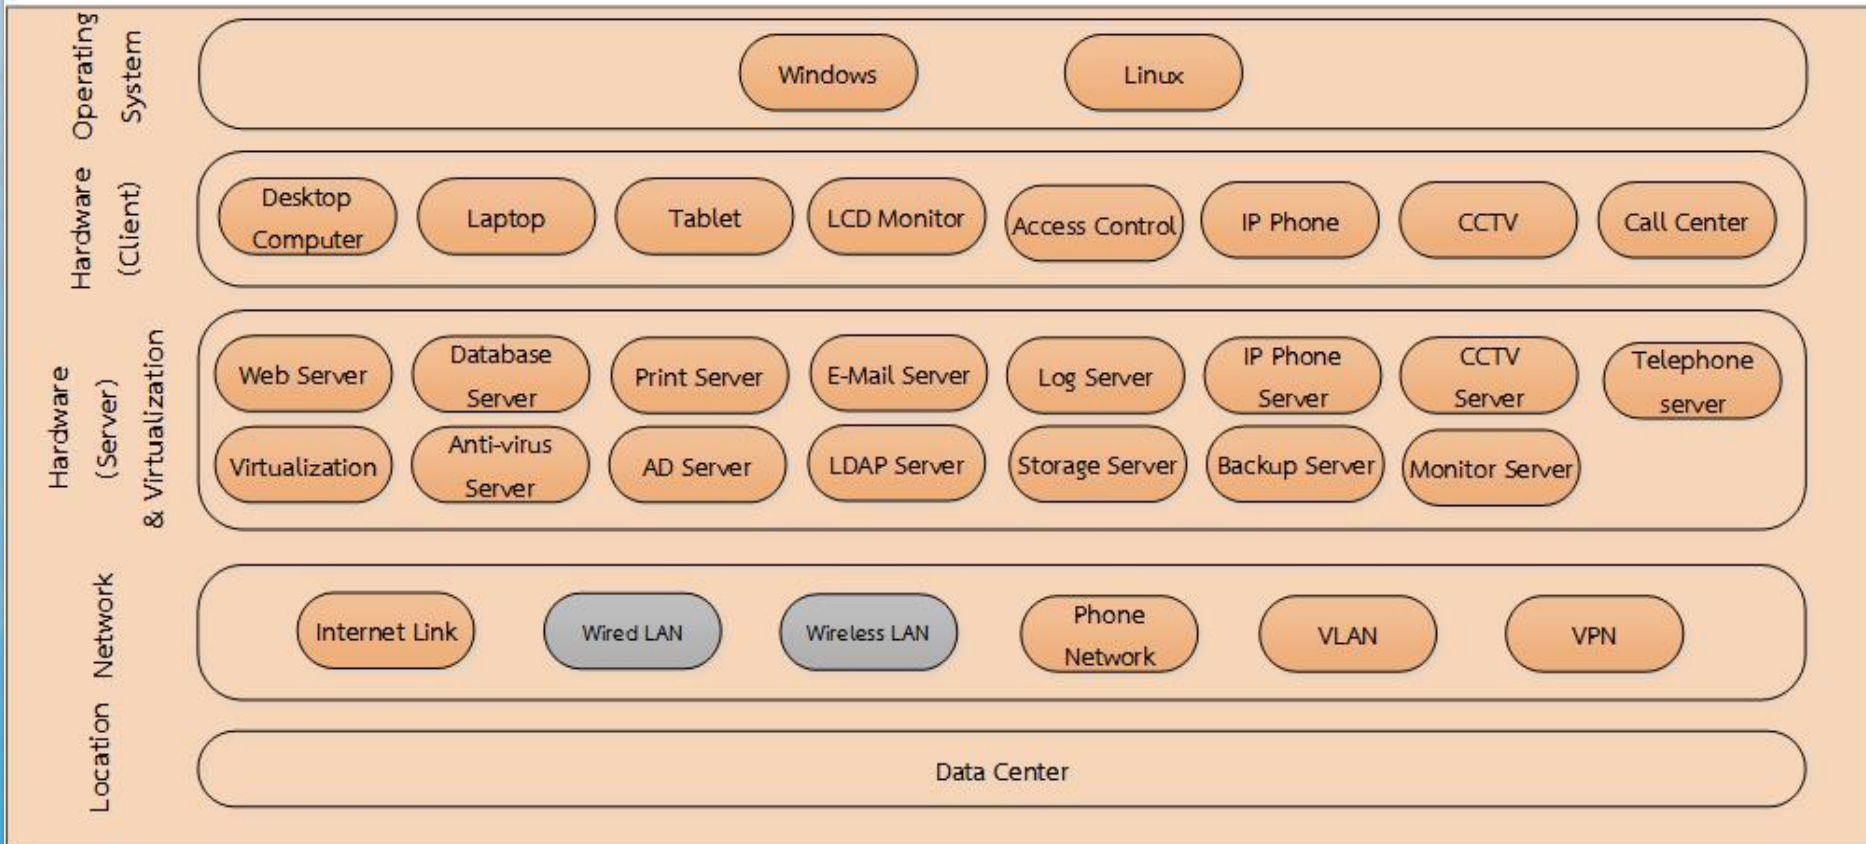 Operating
System
Windows
Linux
Hardware
(Client)
Desktop
Computer
Laptop
Tablet
LCD Monitor
Access Control
IP Phone
CCTV
Call Center
Hardware
(Server)
& Virtualization
Web Server
Database
Server
Print Server
E-Mail Server
Log Server
IP Phone
Server
CCTV
Server
Telephone
server
Virtualization
Anti-virus
Server
AD Server
LDAP Server
Storage Server
Backup Server
Monitor Server
Network
Internet Link
Wired LAN
Wireless LAN
Phone
Network
VLAN
VPN
Location
Data Center